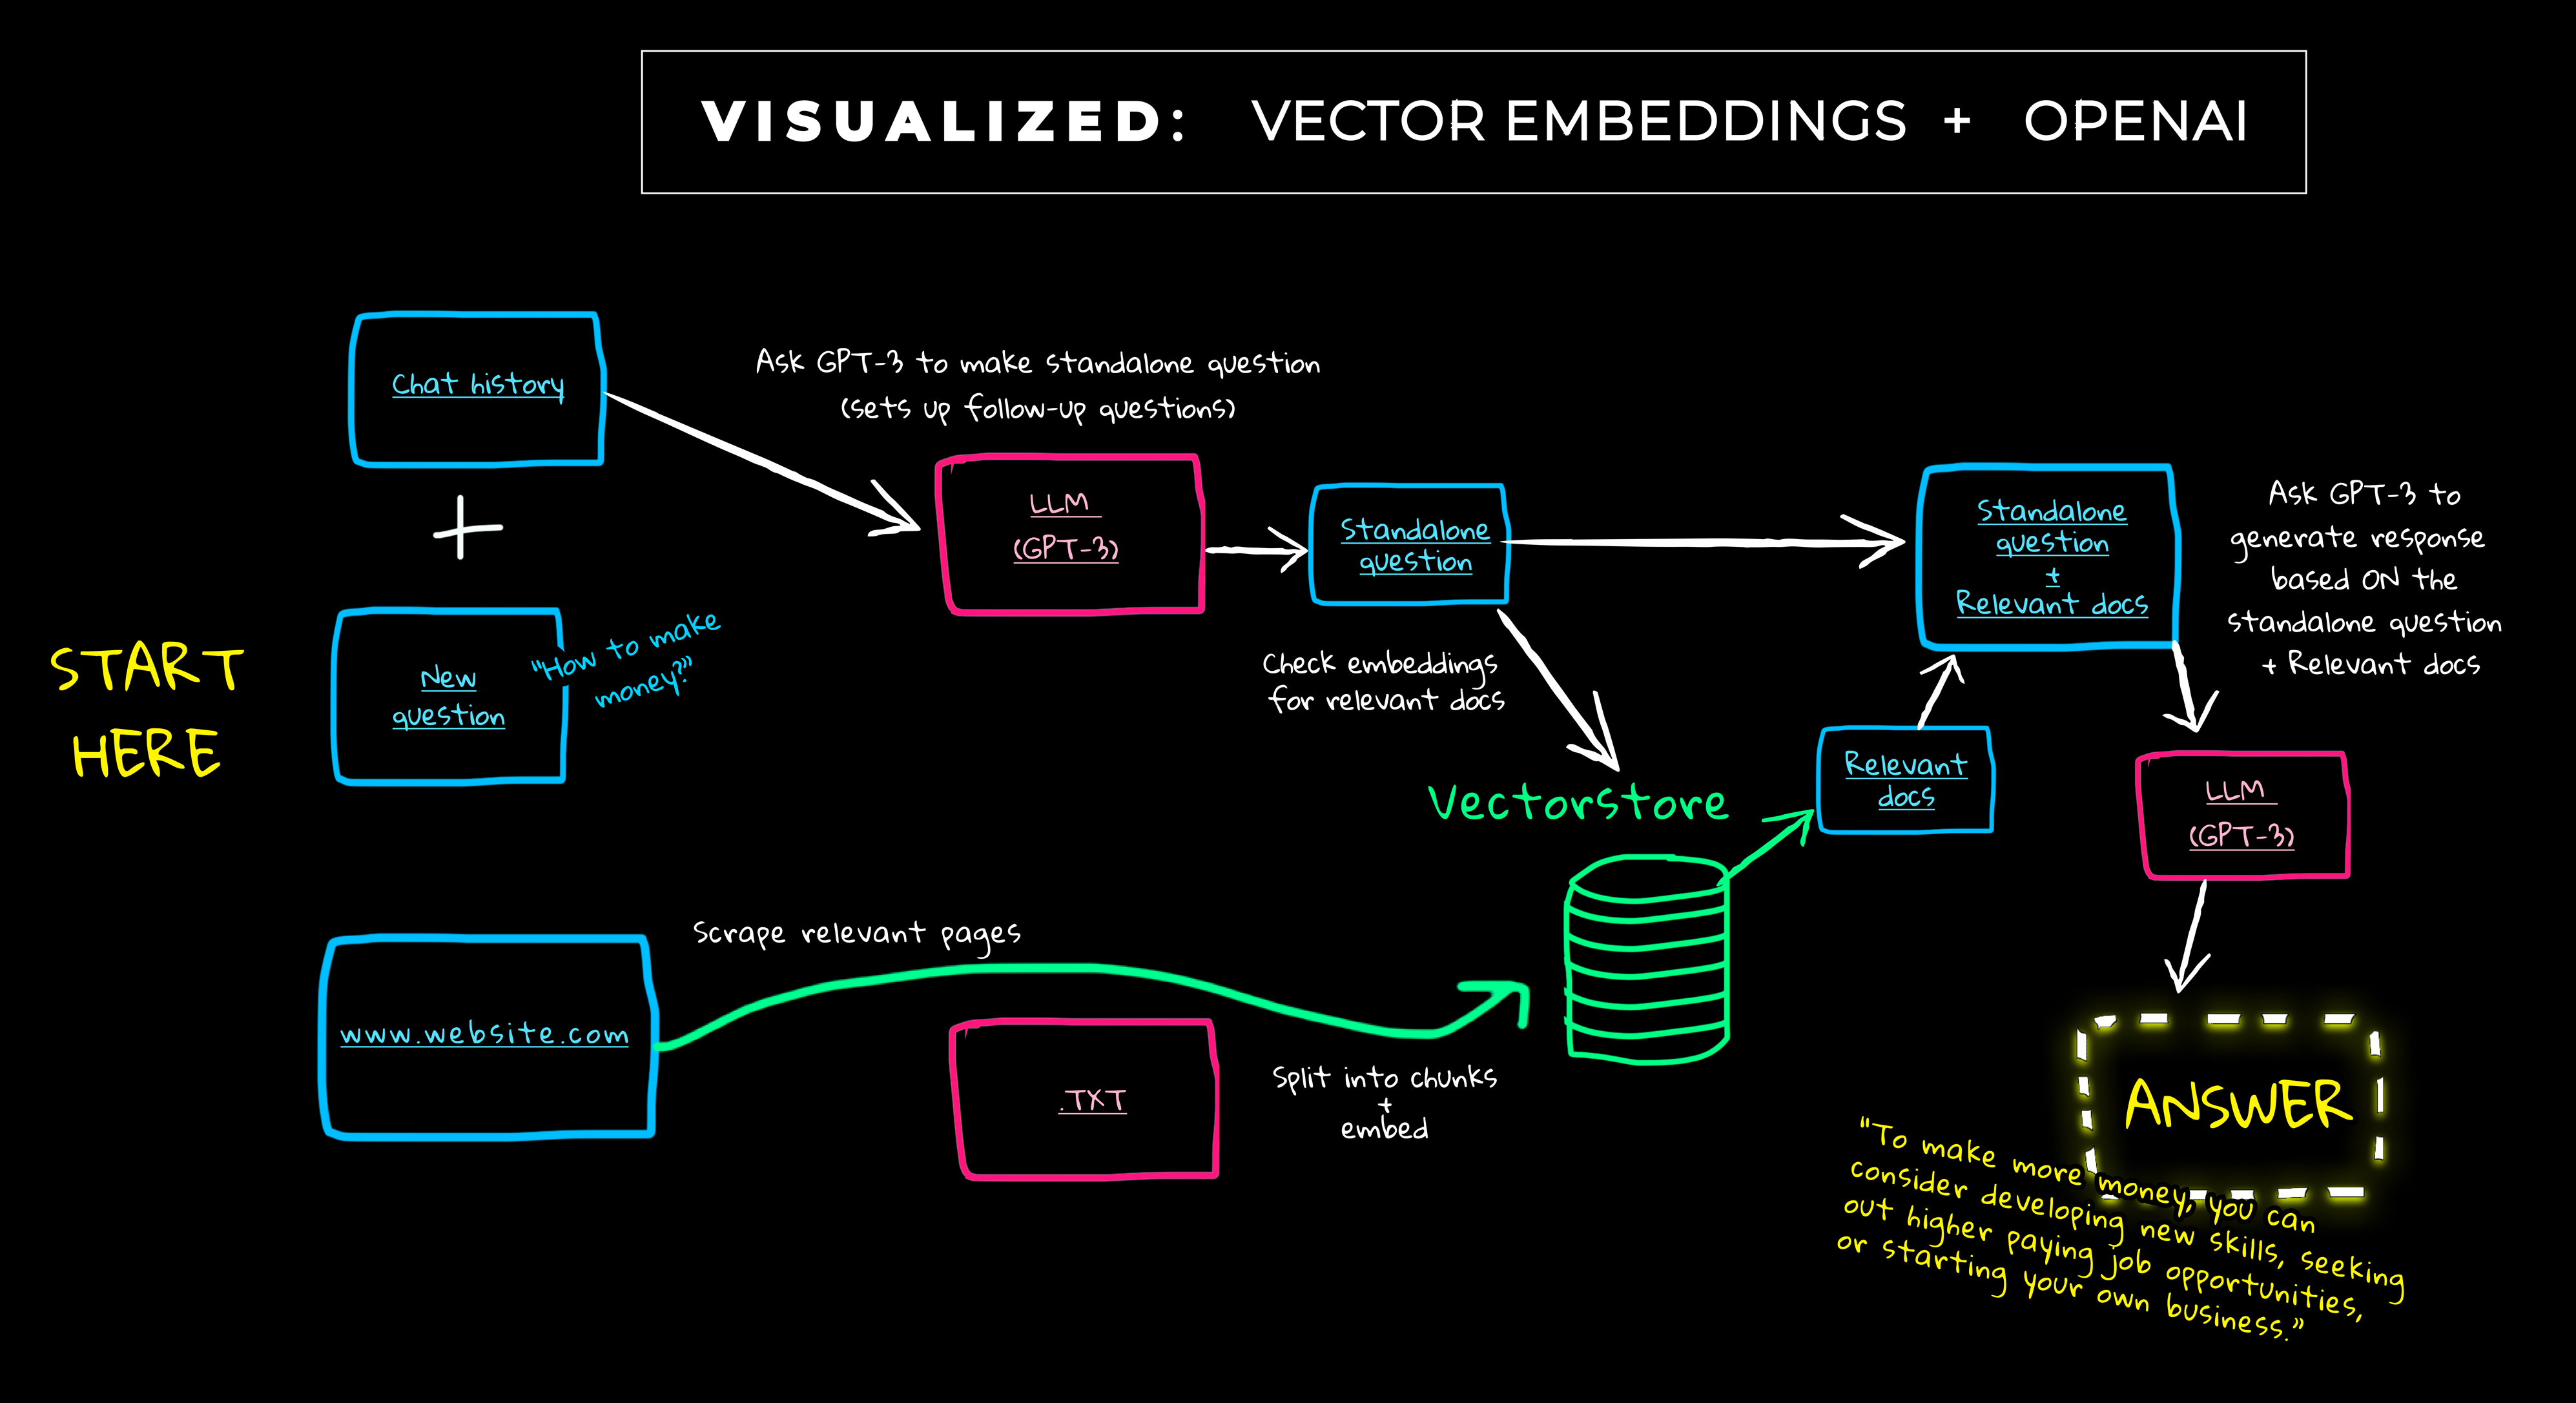 VISUALIZED: VECTOR EMBEDDINGS + OPENAI
Chat history
+
START
HERE
New
question
"How to make
money?"
Ask GPT-3 to make standalone question
(sets up follow-up questions)
LLM
(GPT-3)
Standalone
question
Check embeddings
for relevant docs
Vectorstore
www.website.com
Scrape relevant pages
.TXT
Split into chunks
+
embed
Relevant
docs
Standalone
question
+
Relevant docs
Ask GPT-3 to
generate response
based ON the
standalone question
+ Relevant docs
LLM
(GPT-3)
ANSWER
"To make more money, you can
consider developing new skills, seeking
out higher paying job opportunities,
or starting your own business."